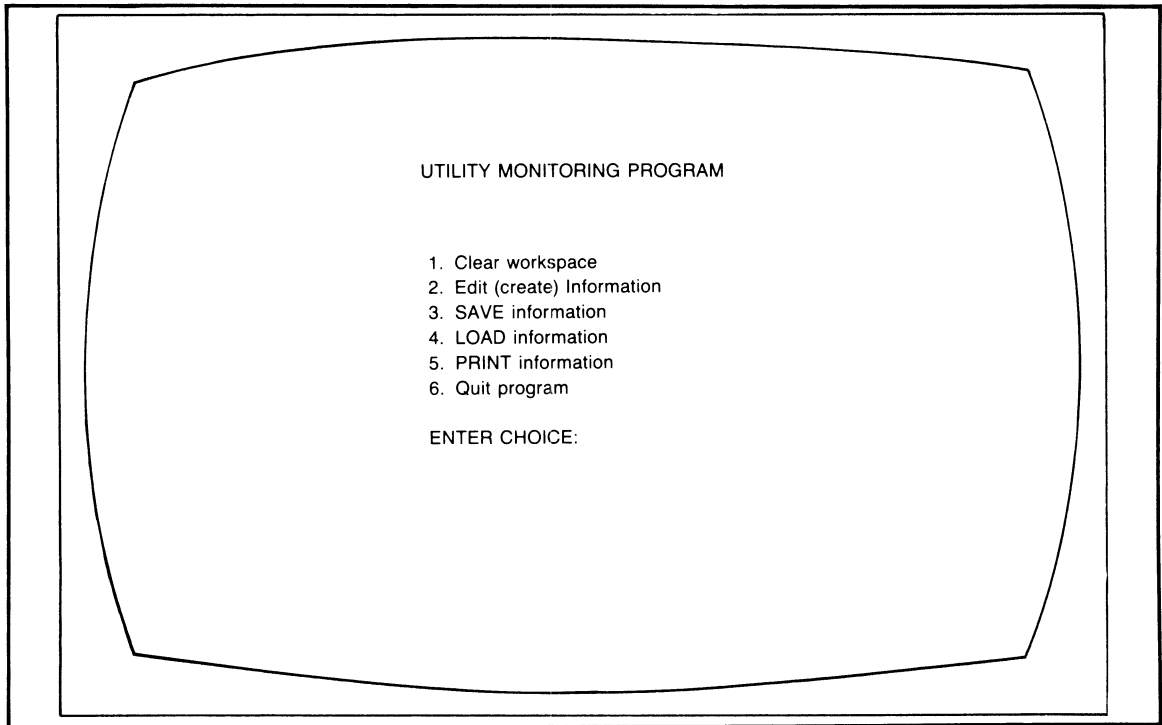 UTILITY MONITORING PROGRAM
1. Clear workspace
2. Edit (create) Information
3. SAVE information
4. LOAD information
5. PRINT information
6. Quit program
ENTER CHOICE: